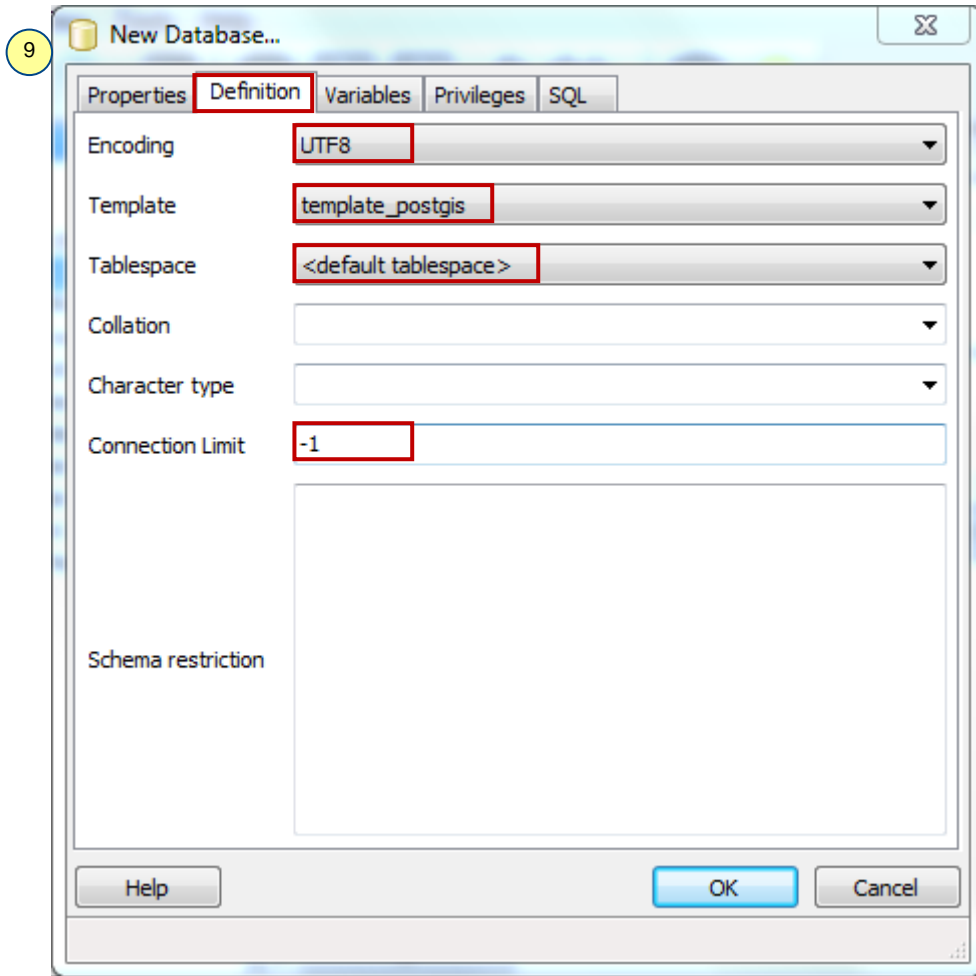 9
New Database...
Properties Definition Variables Privileges SQL
Encoding UTF8
Template template_postgis
Tablespace <default tablespace>
Collation
Character type
Connection Limit -1
Schema restriction
Help OK Cancel